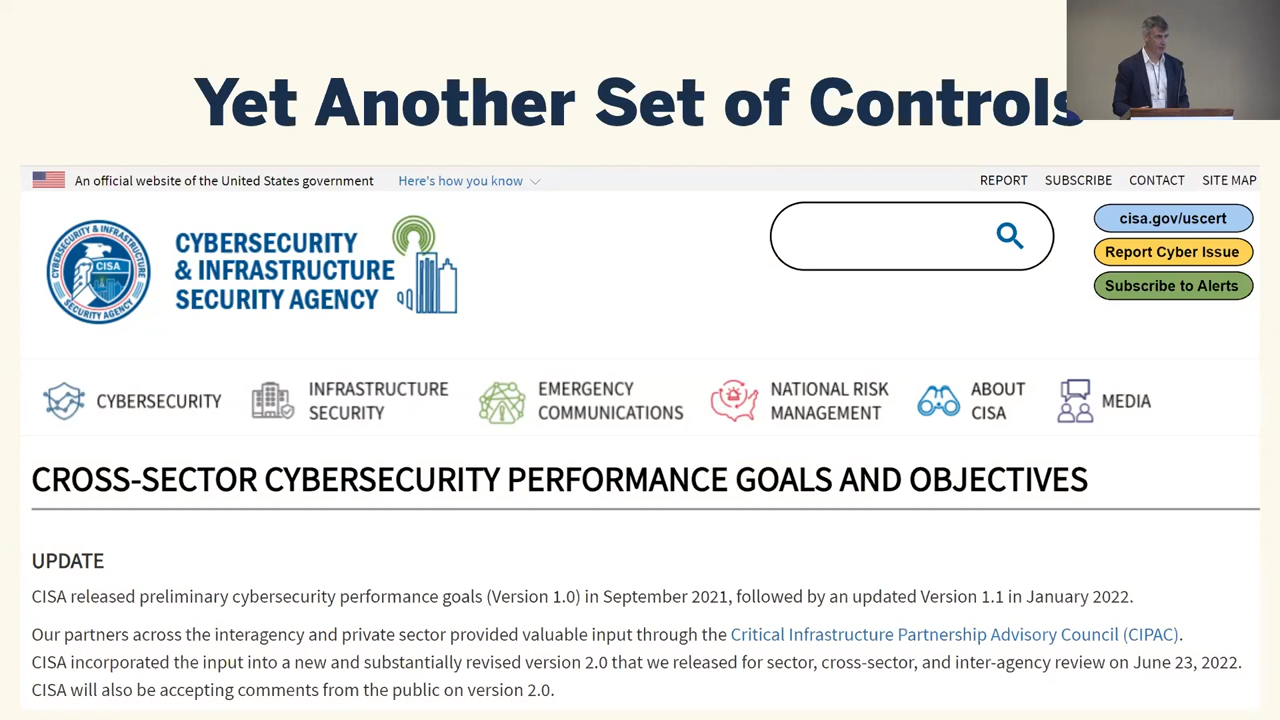 Yet Another Set of Controls
An official website of the United States government Here's how you know
REPORT SUBSCRIBE CONTACT SITE MAP
CYBERSECURITY & INFRASTRUCTURE
CISA
SECURITY AGENCY
CYBERSECURITY
& INFRASTRUCTURE
SECURITY AGENCY
cisa.gov/uscert
Report Cyber Issue
Subscribe to Alerts
CYBERSECURITY
INFRASTRUCTURE
SECURITY
EMERGENCY
COMMUNICATIONS
NATIONAL RISK
MANAGEMENT
ABOUT
CISA
MEDIA
CROSS-SECTOR CYBERSECURITY PERFORMANCE GOALS AND OBJECTIVES
UPDATE
CISA released preliminary cybersecurity performance goals (Version 1.0) in September 2021, followed by an updated Version 1.1 in January 2022.
Our partners across the interagency and private sector provided valuable input through the Critical Infrastructure Partnership Advisory Council (CIPAC).
CISA incorporated the input into a new and substantially revised version 2.0 that we released for sector, cross-sector, and inter-agency review on June 23, 2022.
CISA will also be accepting comments from the public on version 2.0.